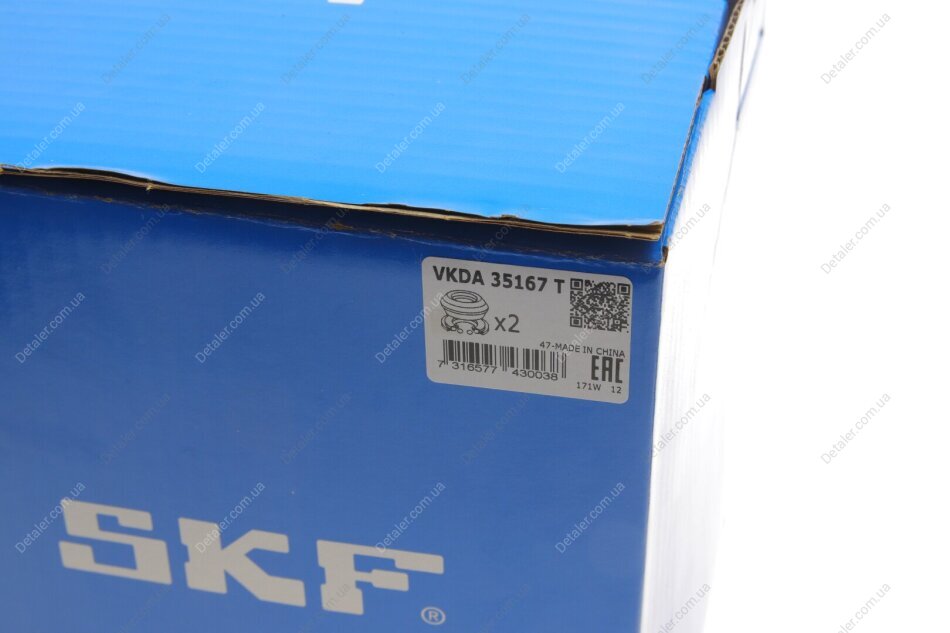 VKDA 35167 T
x2
47-MADE IN CHINA
7 316577 430038
EAC
171W 12
SKF®
Detaler.com.ua